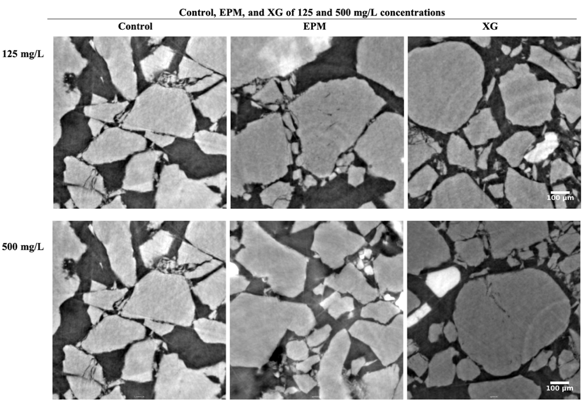 Control, EPM, and XG of 125 and 500 mg/L concentrations
Control EPM XG
125 mg/L
100 µm
500 mg/L
100 µm